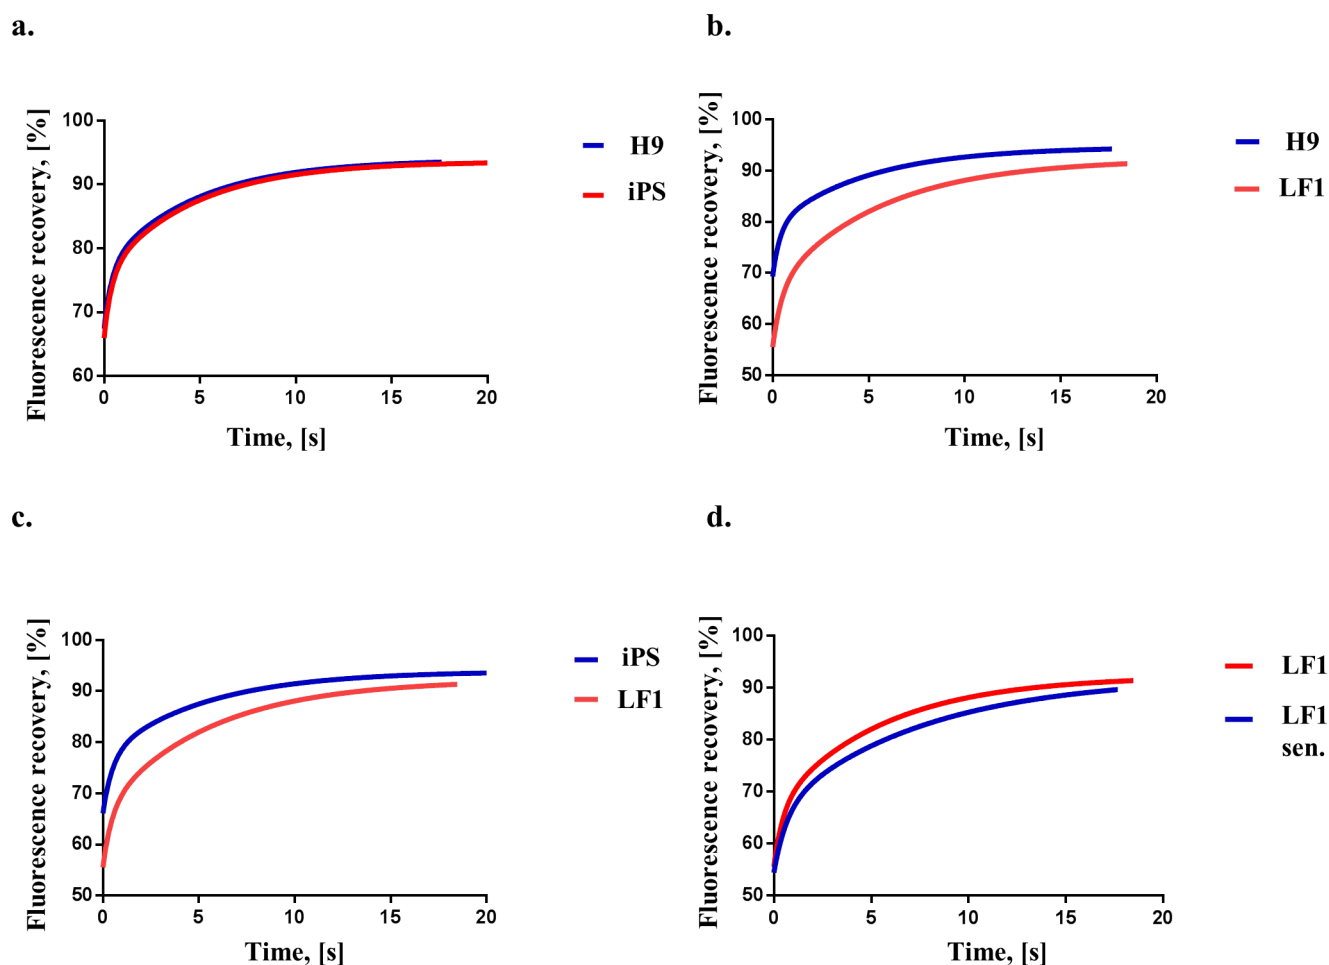 a.
Fluorescence recovery, [%]
100
90
80
70
60
0 5 10 15 20
Time, [s]
H9
iPS
b.
Fluorescence recovery, [%]
100
90
80
70
60
50
0 5 10 15 20
Time, [s]
H9
LF1
c.
Fluorescence recovery, [%]
100
90
80
70
60
50
0 5 10 15 20
Time, [s]
iPS
LF1
d.
Fluorescence recovery, [%]
100
90
80
70
60
50
0 5 10 15 20
Time, [s]
LF1
LF1
sen.